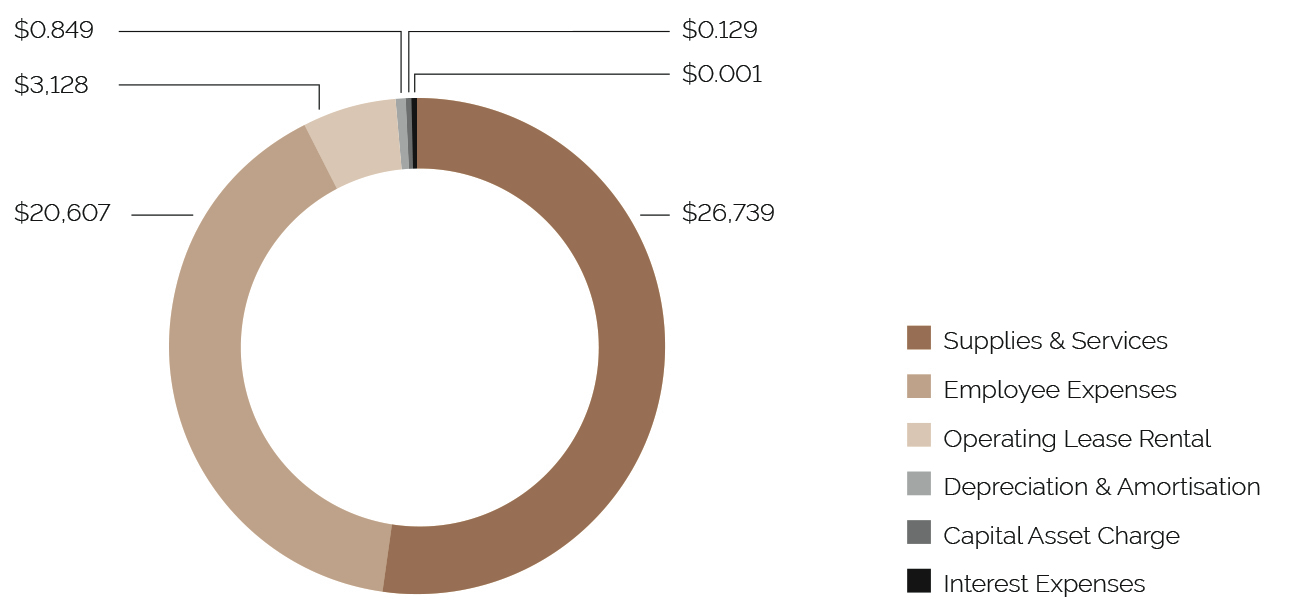 $0.849
$0.129
$0.001
$3,128
$20,607
$26,739
Supplies & Services
Employee Expenses
Operating Lease Rental
Depreciation & Amortisation
Capital Asset Charge
Interest Expenses